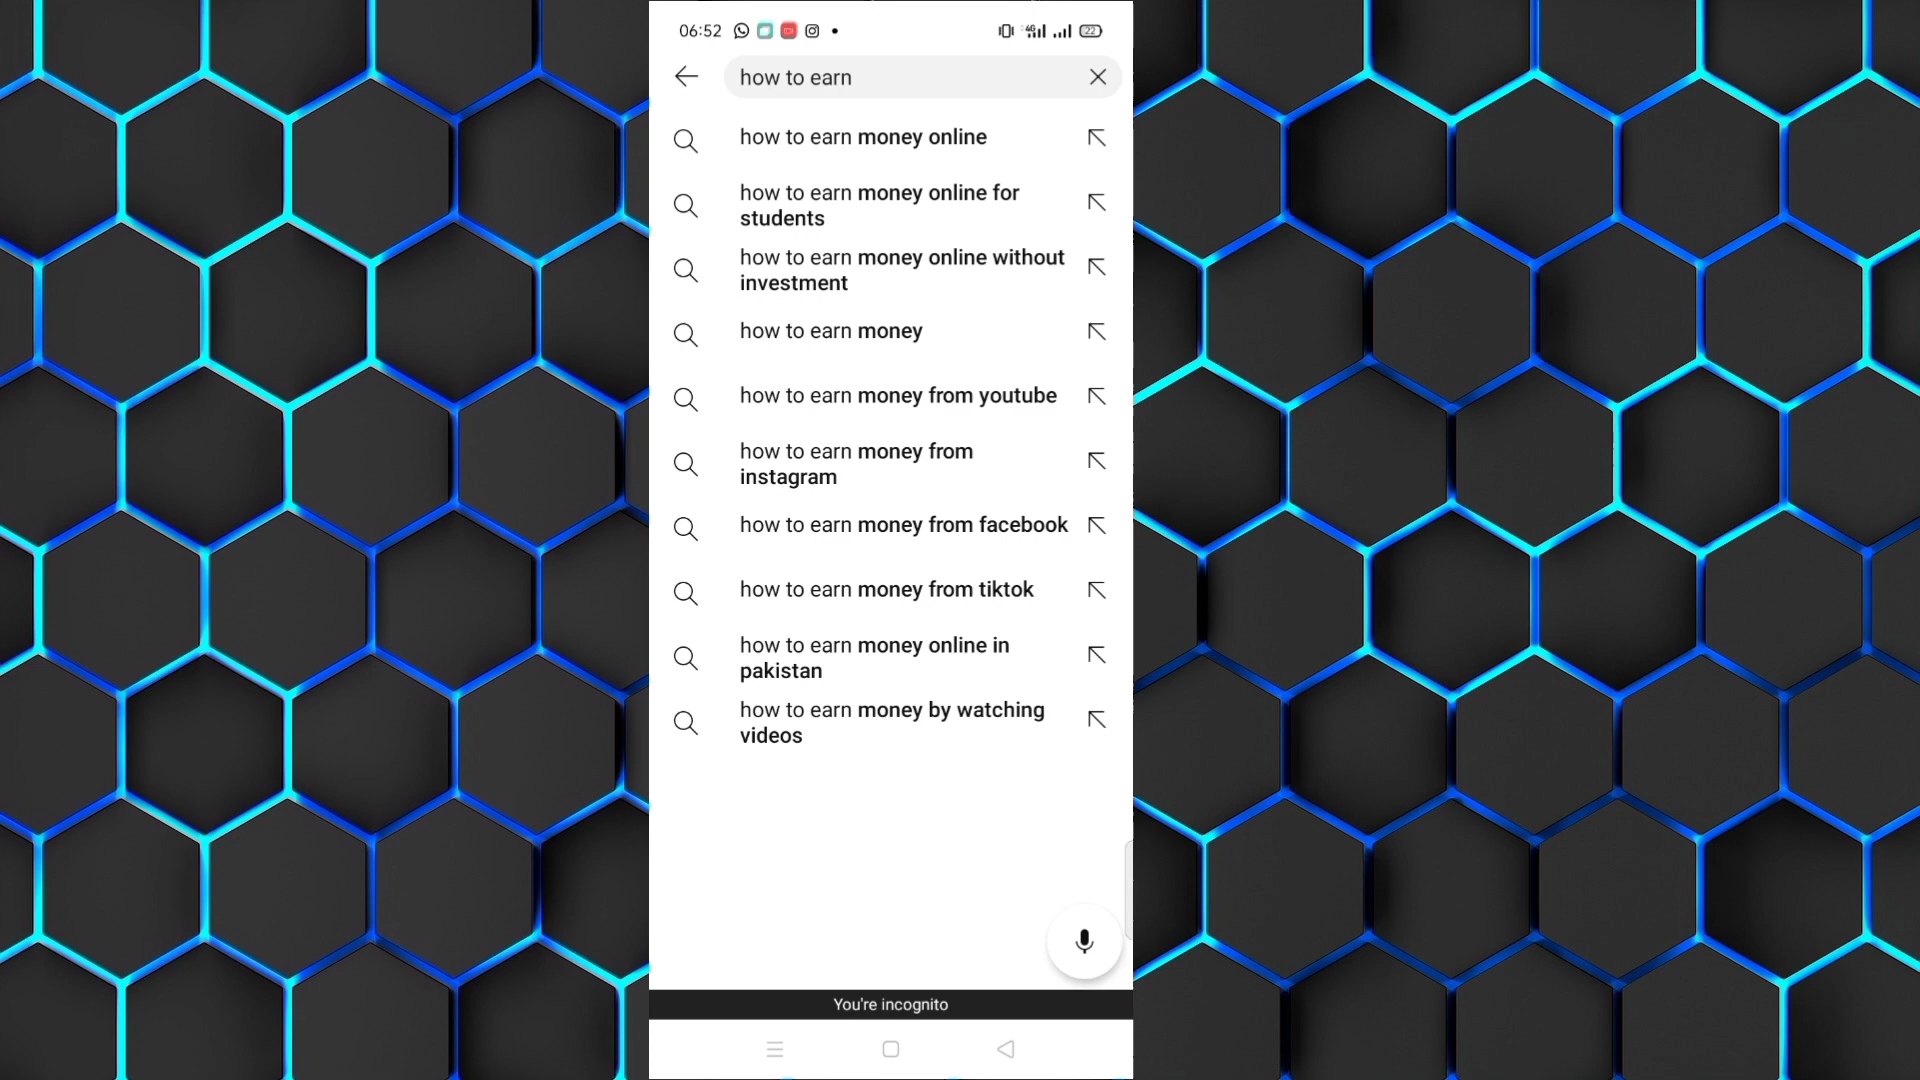 06:52
4G
22
how to earn
how to earn money online
how to earn money online for
students
how to earn money online without
investment
how to earn money
how to earn money from youtube
how to earn money from
instagram
how to earn money from facebook
how to earn money from tiktok
how to earn money online in
pakistan
how to earn money by watching
videos
You're incognito